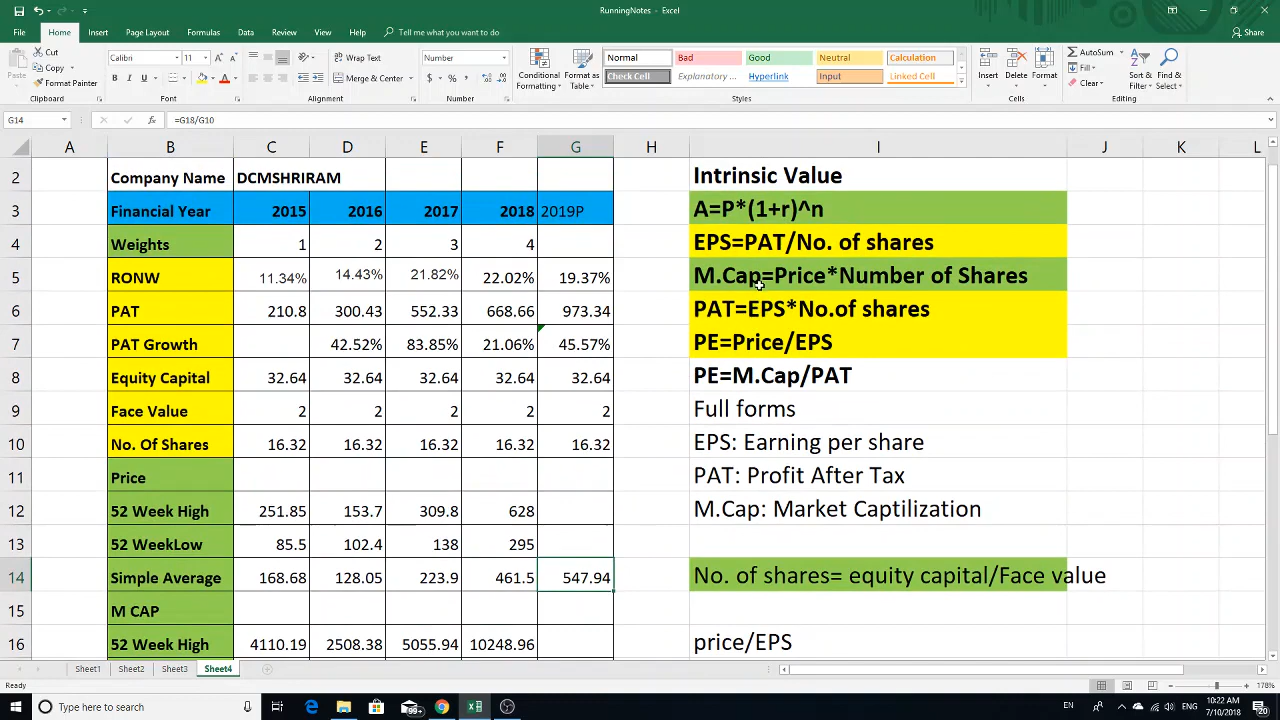 RunningNotes - Excel
File Home Insert Draw Page Layout Formulas Data Review View Help Tell me what you want to do Share
Cut
Copy
Format Painter
Paste
Clipboard
Calibri 11
B I U
Font
Wrap Text
Merge & Center
Alignment
Number
$ %
Number
Conditional Formatting
Format as Table
Normal Bad Good Neutral Calculation
Check Cell Explanatory ... Hyperlink Input Linked Cell
Styles
Insert Delete Format
Cells
AutoSum
Fill
Clear
Sort & Filter
Find & Select
Editing
G14 =G18/G10
A B C D E F G H I J K L
2 Company Name DCMSHRIRAM Intrinsic Value
3 Financial Year 2015 2016 2017 2018 2019P A=P*(1+r)^n
4 Weights 1 2 3 4 EPS=PAT/No. of shares
5 RONW 11.34% 14.43% 21.82% 22.02% 19.37% M.Cap=Price*Number of Shares
6 PAT 210.8 300.43 552.33 668.66 973.34 PAT=EPS*No.of shares
7 PAT Growth 42.52% 83.85% 21.06% 45.57% PE=Price/EPS
8 Equity Capital 32.64 32.64 32.64 32.64 32.64 PE=M.Cap/PAT
9 Face Value 2 2 2 2 2 Full forms
10 No. Of Shares 16.32 16.32 16.32 16.32 16.32 EPS: Earning per share
11 Price PAT: Profit After Tax
12 52 Week High 251.85 153.7 309.8 628 M.Cap: Market Captilization
13 52 WeekLow 85.5 102.4 138 295
14 Simple Average 168.68 128.05 223.9 461.5 547.94 No. of shares= equity capital/Face value
15 M CAP
16 52 Week High 4110.19 2508.38 5055.94 10248.96 price/EPS
Sheet1 Sheet2 Sheet3 Sheet4
Ready 178%
Type here to search 99+ EN 10:22 AM
7/10/2018 20